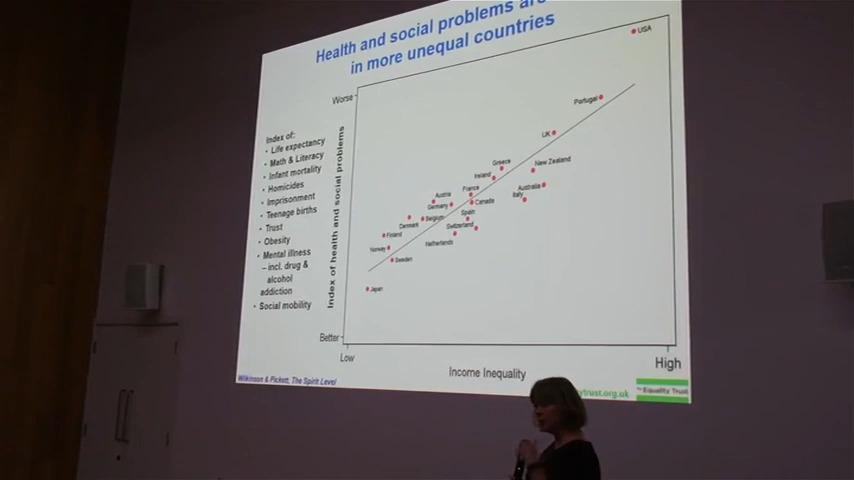 Health and social problems are
in more unequal countries
USA
Worse
Portugal
UK
Index of:
• Life expectancy
• Math & Literacy
• Infant mortality
• Homicides
• Imprisonment
• Teenage births
• Trust
• Obesity
• Mental illness
– incl. drug &
alcohol
addiction
• Social mobility
Index of health and social problems
Greece
New Zealand
Ireland
Austria
France
Australia
Germany
Canada
Italy
Denmark
Belgium
Spain
Switzerland
Finland
Netherlands
Norway
Sweden
Japan
Better
Low
High
Income Inequality
Wilkinson & Pickett, The Spirit Level
ytrust.org.uk
The Equality Trust